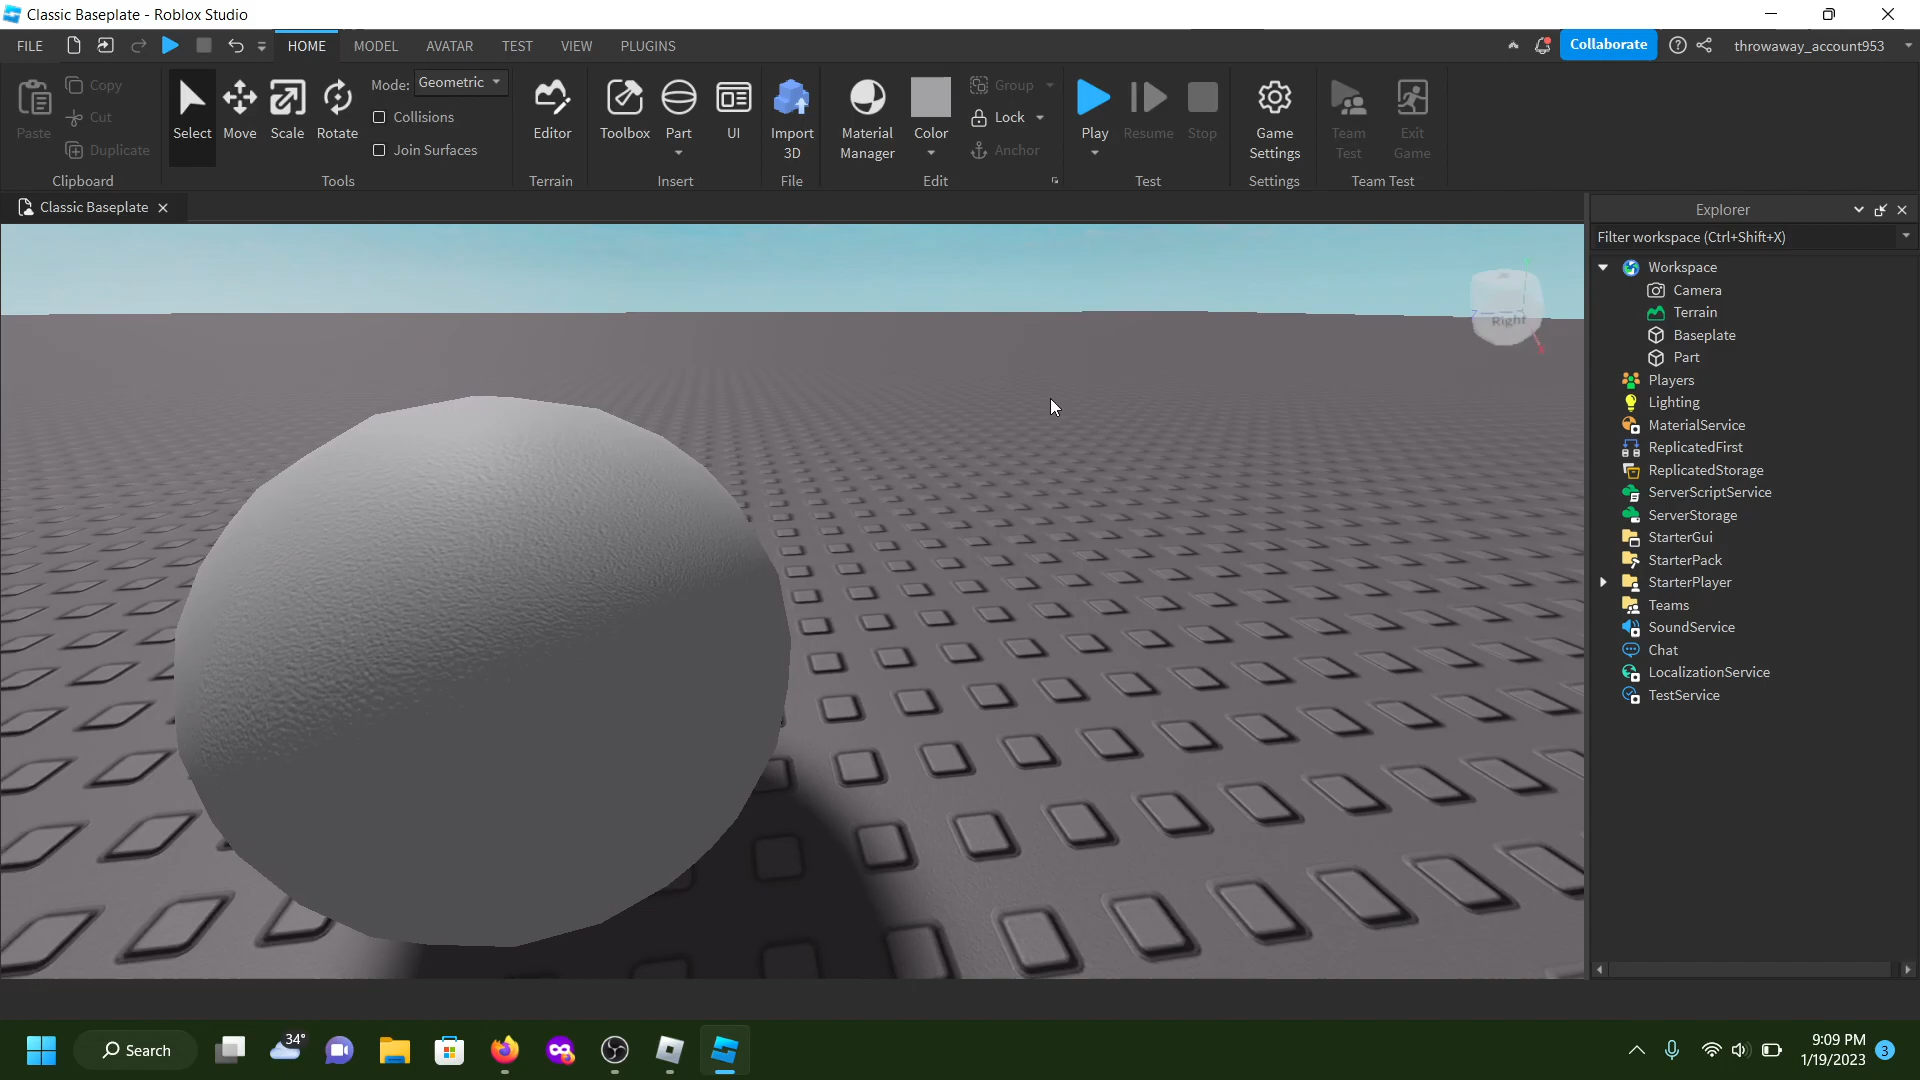 Classic Baseplate - Roblox Studio
FILE HOME MODEL AVATAR TEST VIEW PLUGINS Collaborate throwaway_account953
Paste Copy Cut Duplicate
Clipboard
Select Move Scale Rotate Mode: Geometric
Collisions
Join Surfaces
Tools
Editor
Terrain
Toolbox Part UI
Insert
Import 3D
File
Material Manager Color Group Lock Anchor
Edit
Play Resume Stop
Test
Game Settings
Settings
Team Test Exit Game
Team Test
Classic Baseplate
Right
Explorer
Filter workspace (Ctrl+Shift+X)
Workspace
Camera
Terrain
Baseplate
Part
Players
Lighting
MaterialService
ReplicatedFirst
ReplicatedStorage
ServerScriptService
ServerStorage
StarterGui
StarterPack
StarterPlayer
Teams
SoundService
Chat
LocalizationService
TestService
Search 34° 9:09 PM
1/19/2023 3